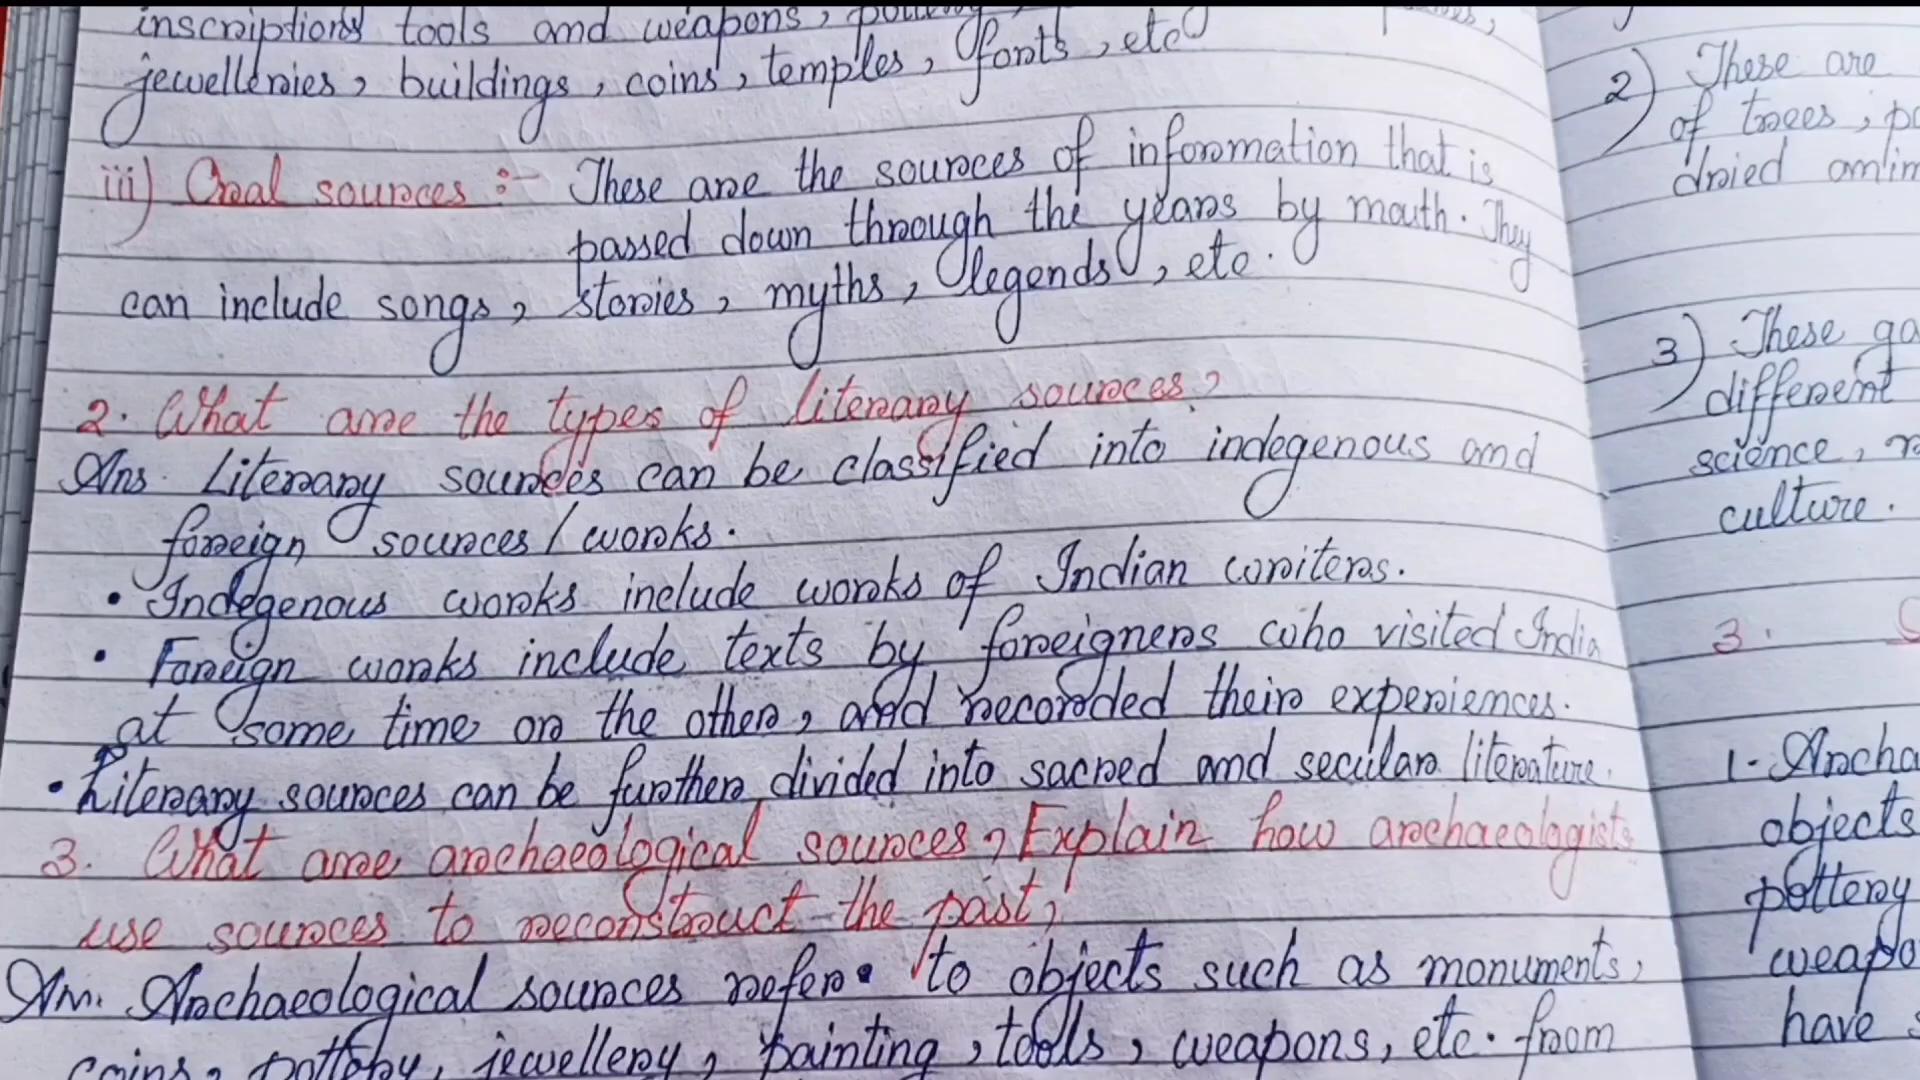 inscriptions tools and weapons, pottery,
jewelleries, buildings, coins, temples, fonts, etc
iii) Oral sources :- These are the sources of information that is
passed down through the years by mouth. They
can include songs, stories, myths, legends, etc.
2. What are the types of literary sources?
Ans. Literary sources can be classified into indegenous and
foreign sources / works.
• Indegenous works include works of Indian writers.
• Foreign works include texts by foreigners who visited India
at some time or the other, and recorded their experiences.
• Literary sources can be further divided into sacred and secular literature.
3. What are archaeological sources? Explain how archaeologists
use sources to reconstruct the past?
An. Archaeological sources refer to objects such as monuments,
coins, pottery, jewellery, painting, tools, weapons, etc. from
2) These are
of trees,
dried
3) These
different
science,
culture.
3.
1.
objects
pottery
have